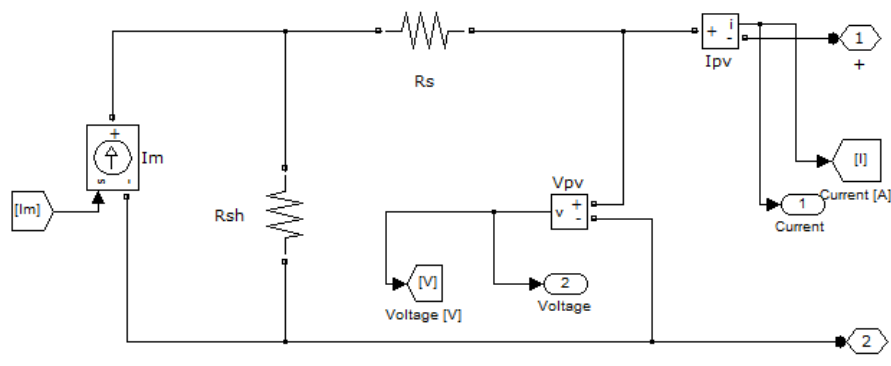 Rs
+
i
-
Ipv
1
+
+
Im
s
-
[Im]
Rsh
Vpv
v
+
-
[I]
Current [A]
1
Current
[V]
Voltage [V]
2
Voltage
2